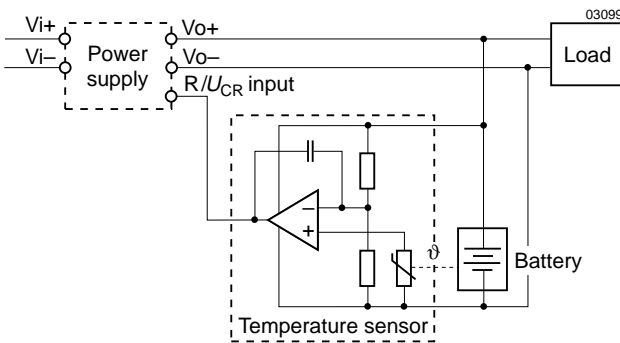 03099
Vi+
Vo+
Power supply
Load
Vi–
Vo–
R/UCR input
–
+
ϑ
Battery
Temperature sensor